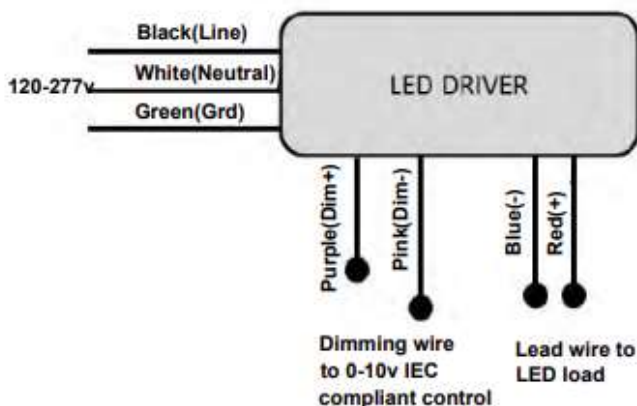 Black(Line)
120-277v
White(Neutral)
Green(Grd)
LED DRIVER
Purple(Dim+)
Pink(Dim-)
Blue(-)
Red(+)
Dimming wire
to 0-10v IEC
compliant control
Lead wire to
LED load